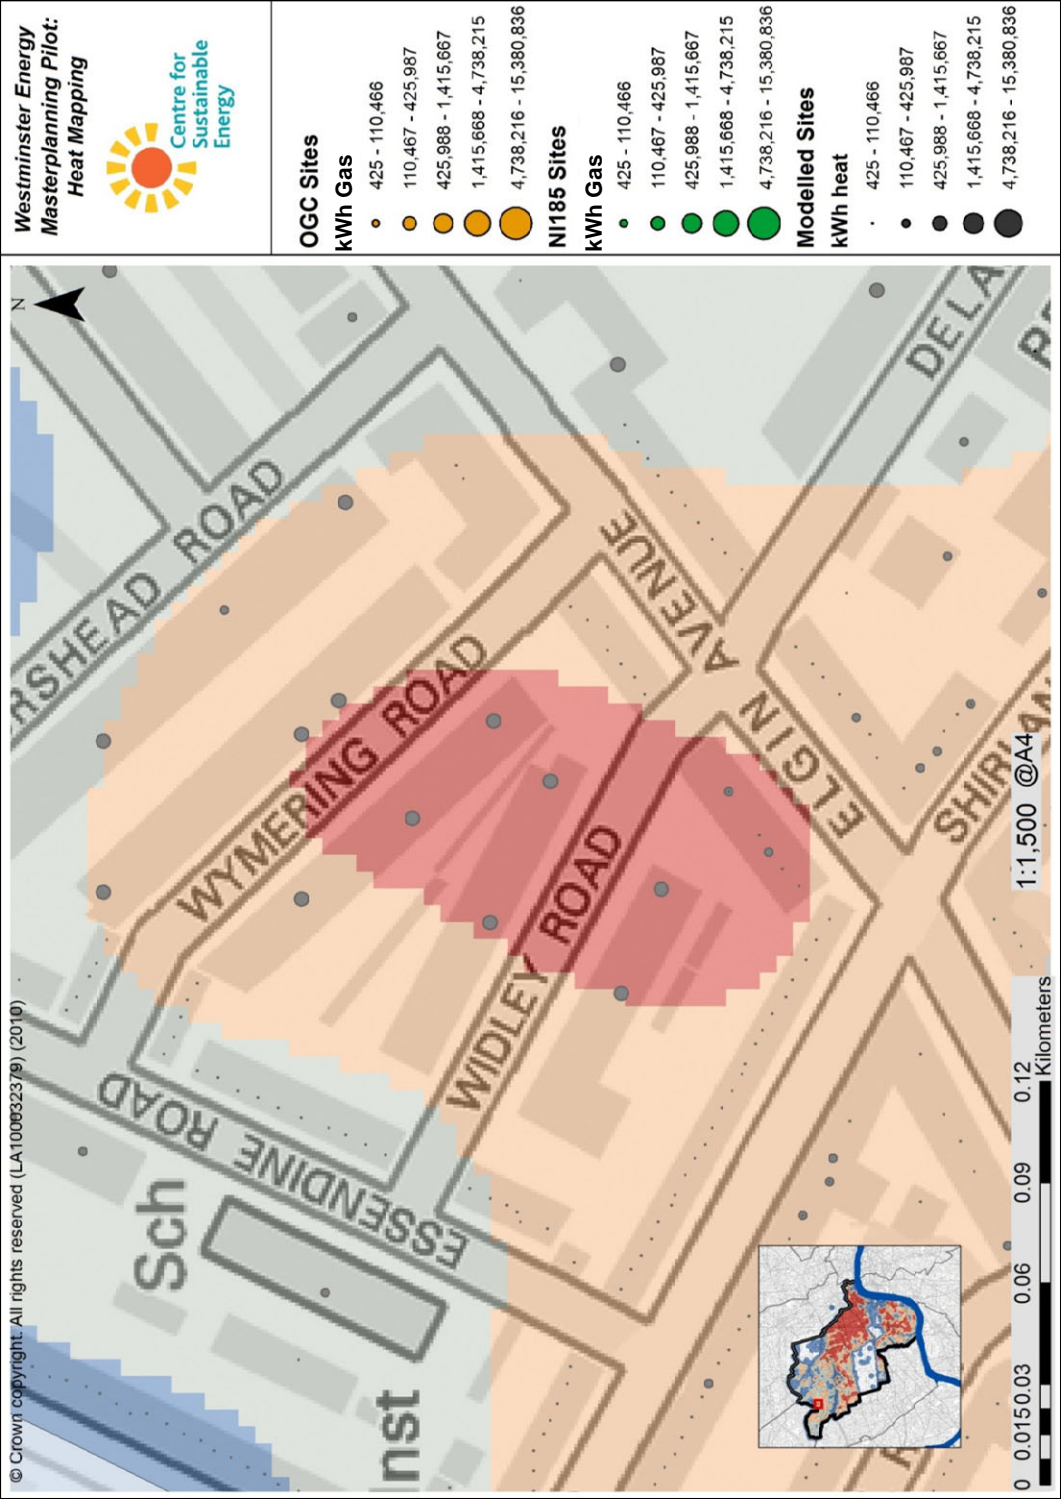 Westminster Energy
Masterplanning Pilot:
Heat Mapping
Centre for
Sustainable
Energy
OGC Sites
kWh Gas
425 - 110,466
110,467 - 425,987
425,988 - 1,415,667
1,415,668 - 4,738,215
4,738,216 - 15,380,836
NI185 Sites
kWh Gas
425 - 110,466
110,467 - 425,987
425,988 - 1,415,667
1,415,668 - 4,738,215
4,738,216 - 15,380,836
Modelled Sites
kWh heat
425 - 110,466
110,467 - 425,987
425,988 - 1,415,667
1,415,668 - 4,738,215
4,738,216 - 15,380,836
© Crown copyright. All rights reserved (LA100032379) (2010)
N
RSHEAD ROAD
WYMERING ROAD
ESSENDINE ROAD
WIDLEY ROAD
ELGIN AVENUE
DELA
SHIRLAN
Sch
Inst
1:1,500 @A4
0 0.015 0.03 0.06 0.09 0.12
Kilometers